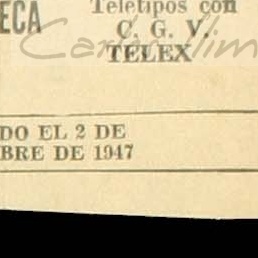 ECA
Teletipos con
C. G. V.
TELEX
DO EL 2 DE
BRE DE 1947